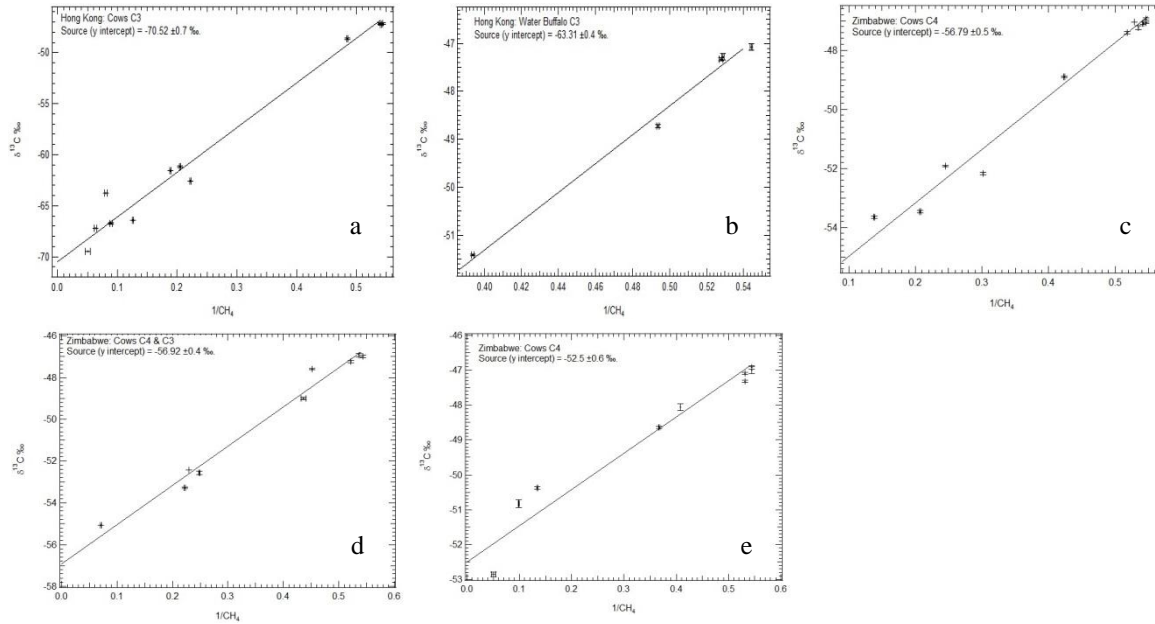 Hong Kong: Cows C3
Source (y intercept) = -70.52 ±0.7 ‰
-50
-55
-60
-65
-70
δ¹³C ‰
0.0 0.1 0.2 0.3 0.4 0.5
1/CH₄
a
Hong Kong: Water Buffalo C3
Source (y intercept) = -63.31 ±0.4 ‰
-47
-48
-49
-50
-51
δ¹³C ‰
0.40 0.42 0.44 0.46 0.48 0.50 0.52 0.54
1/CH₄
b
Zimbabwe: Cows C4
Source (y intercept) = -56.79 ±0.5 ‰
-48
-50
-52
-54
δ¹³C ‰
0.1 0.2 0.3 0.4 0.5
1/CH₄
c
Zimbabwe: Cows C4 & C3
Source (y intercept) = -56.92 ±0.4 ‰
-46
-48
-50
-52
-54
-56
-58
δ¹³C ‰
0.0 0.1 0.2 0.3 0.4 0.5 0.6
1/CH₄
d
Zimbabwe: Cows C4
Source (y intercept) = -52.5 ±0.6 ‰
-45
-46
-47
-48
-49
-50
-51
-52
-53
δ¹³C ‰
0.0 0.1 0.2 0.3 0.4 0.5 0.6
1/CH₄
e